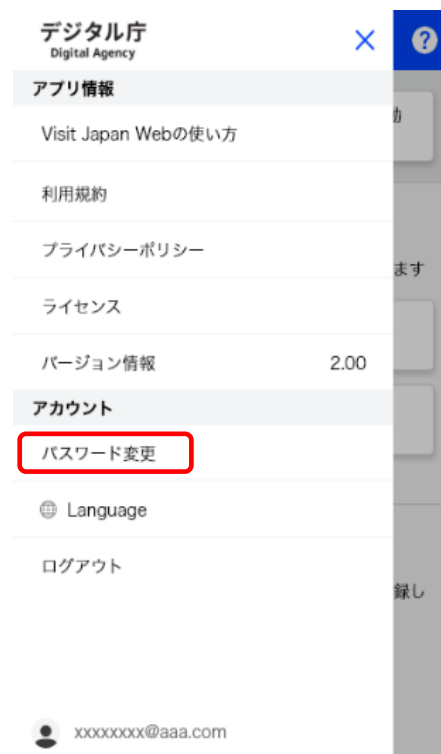 デジタル庁
Digital Agency
アプリ情報
Visit Japan Webの使い方
利用規約
プライバシーポリシー
ます
ライセンス
バージョン情報 2.00
アカウント
パスワード変更
Language
ログアウト
録し
xxxxxxxx@aaa.com